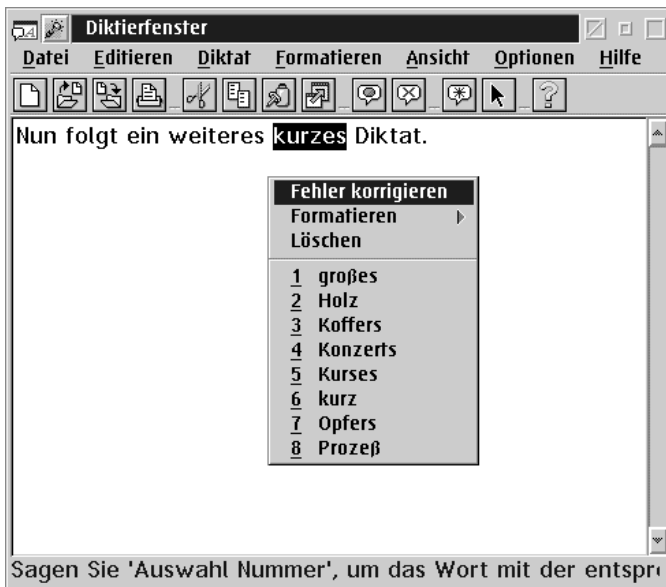 Diktierfenster
Datei Editieren Diktat Formatieren Ansicht Optionen Hilfe
Nun folgt ein weiteres kurzes Diktat.
Fehler korrigieren
Formatieren
Löschen
1 großes
2 Holz
3 Koffers
4 Konzerts
5 Kurses
6 kurz
7 Opfers
8 Prozeß
Sagen Sie 'Auswahl Nummer', um das Wort mit der entspr